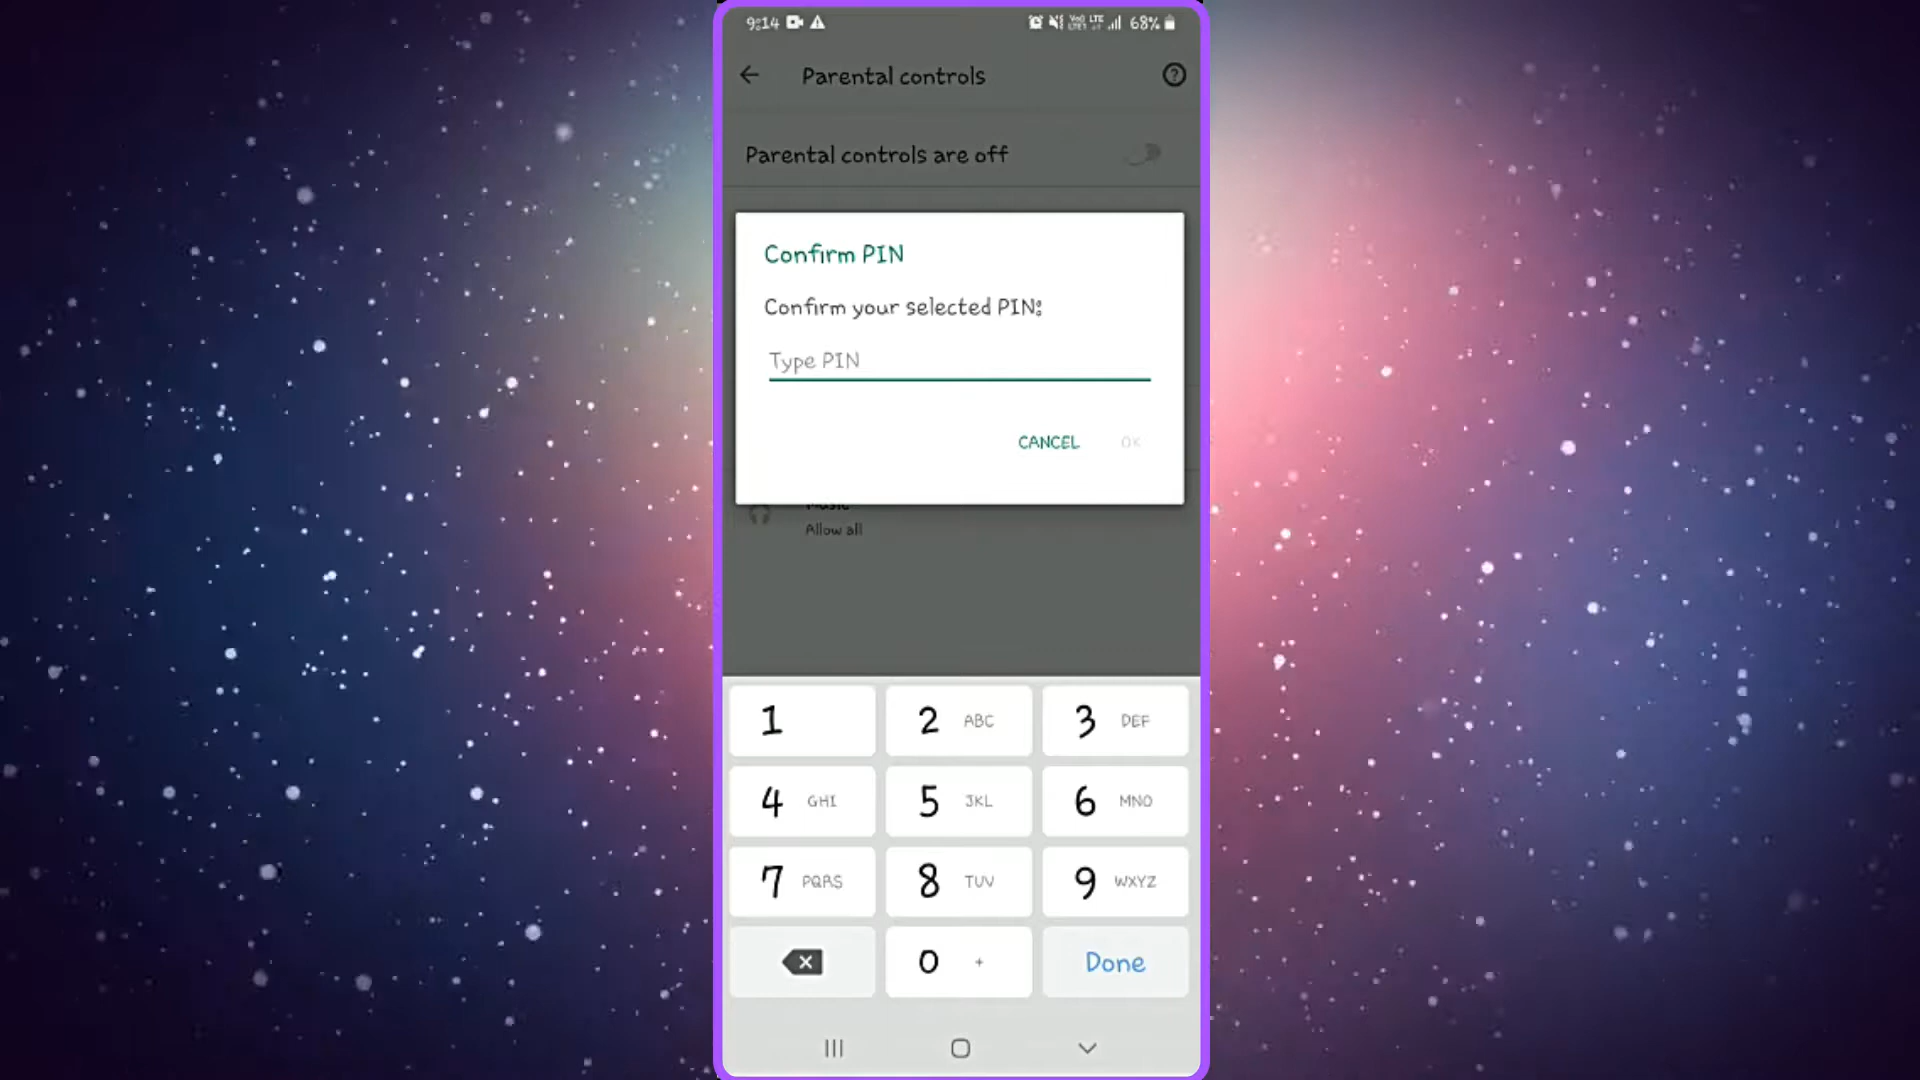 9:14 68%
Parental controls
Parental controls are off
Confirm PIN
Confirm your selected PIN:
Type PIN
CANCEL OK
Music
Allow all
1 2 ABC 3 DEF
4 GHI 5 JKL 6 MNO
7 PQRS 8 TUV 9 WXYZ
0 + Done